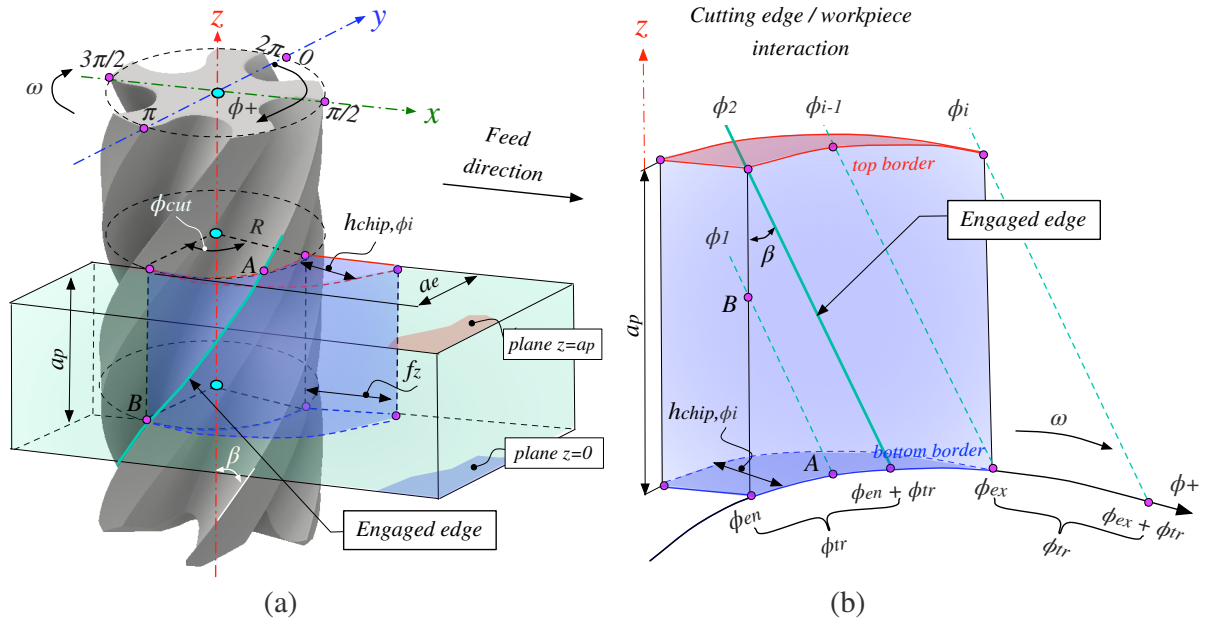 z
y
3π/2
2π
0
ω
ϕ+
x
π
π/2
Feed
direction
ϕcut
R
hchip,ϕi
A
ae
ap
plane z=ap
fz
B
plane z=0
β
Engaged edge
(a)
Cutting edge / workpiece
interaction
z
ϕ2
ϕi-1
ϕi
top border
ϕ1
β
Engaged edge
B
ap
hchip,ϕi
ω
A
bottom border
ϕ+
ϕen
ϕen + ϕtr
ϕex
ϕex + ϕtr
ϕtr
ϕtr
(b)